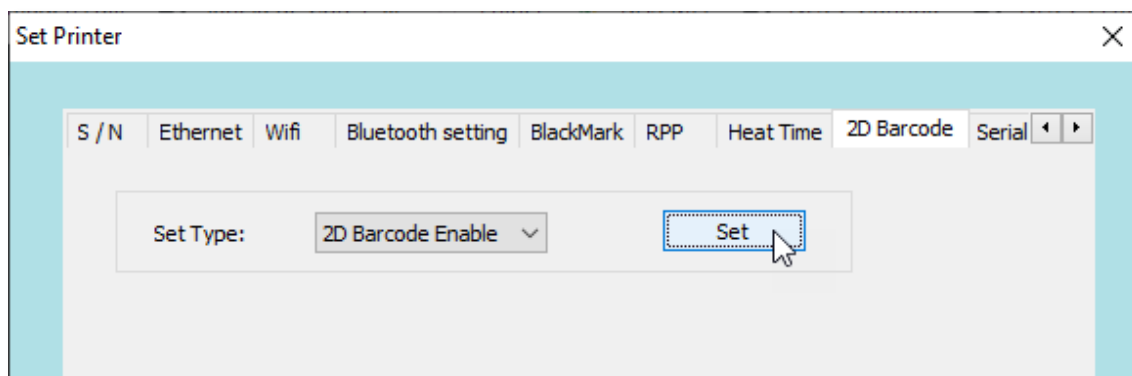 Set Printer
S / N Ethernet Wifi Bluetooth setting BlackMark RPP Heat Time 2D Barcode Serial
Set Type: 2D Barcode Enable Set